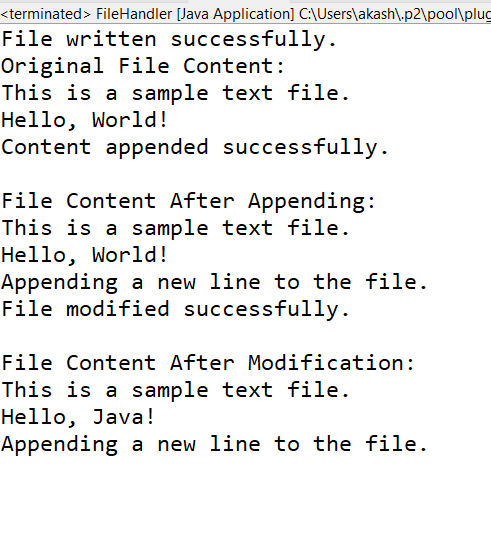 <terminated> FileHandler [Java Application] C:\Users\akash\.p2\pool\plug
File written successfully.
Original File Content:
This is a sample text file.
Hello, World!
Content appended successfully.
File Content After Appending:
This is a sample text file.
Hello, World!
Appending a new line to the file.
File modified successfully.
File Content After Modification:
This is a sample text file.
Hello, Java!
Appending a new line to the file.